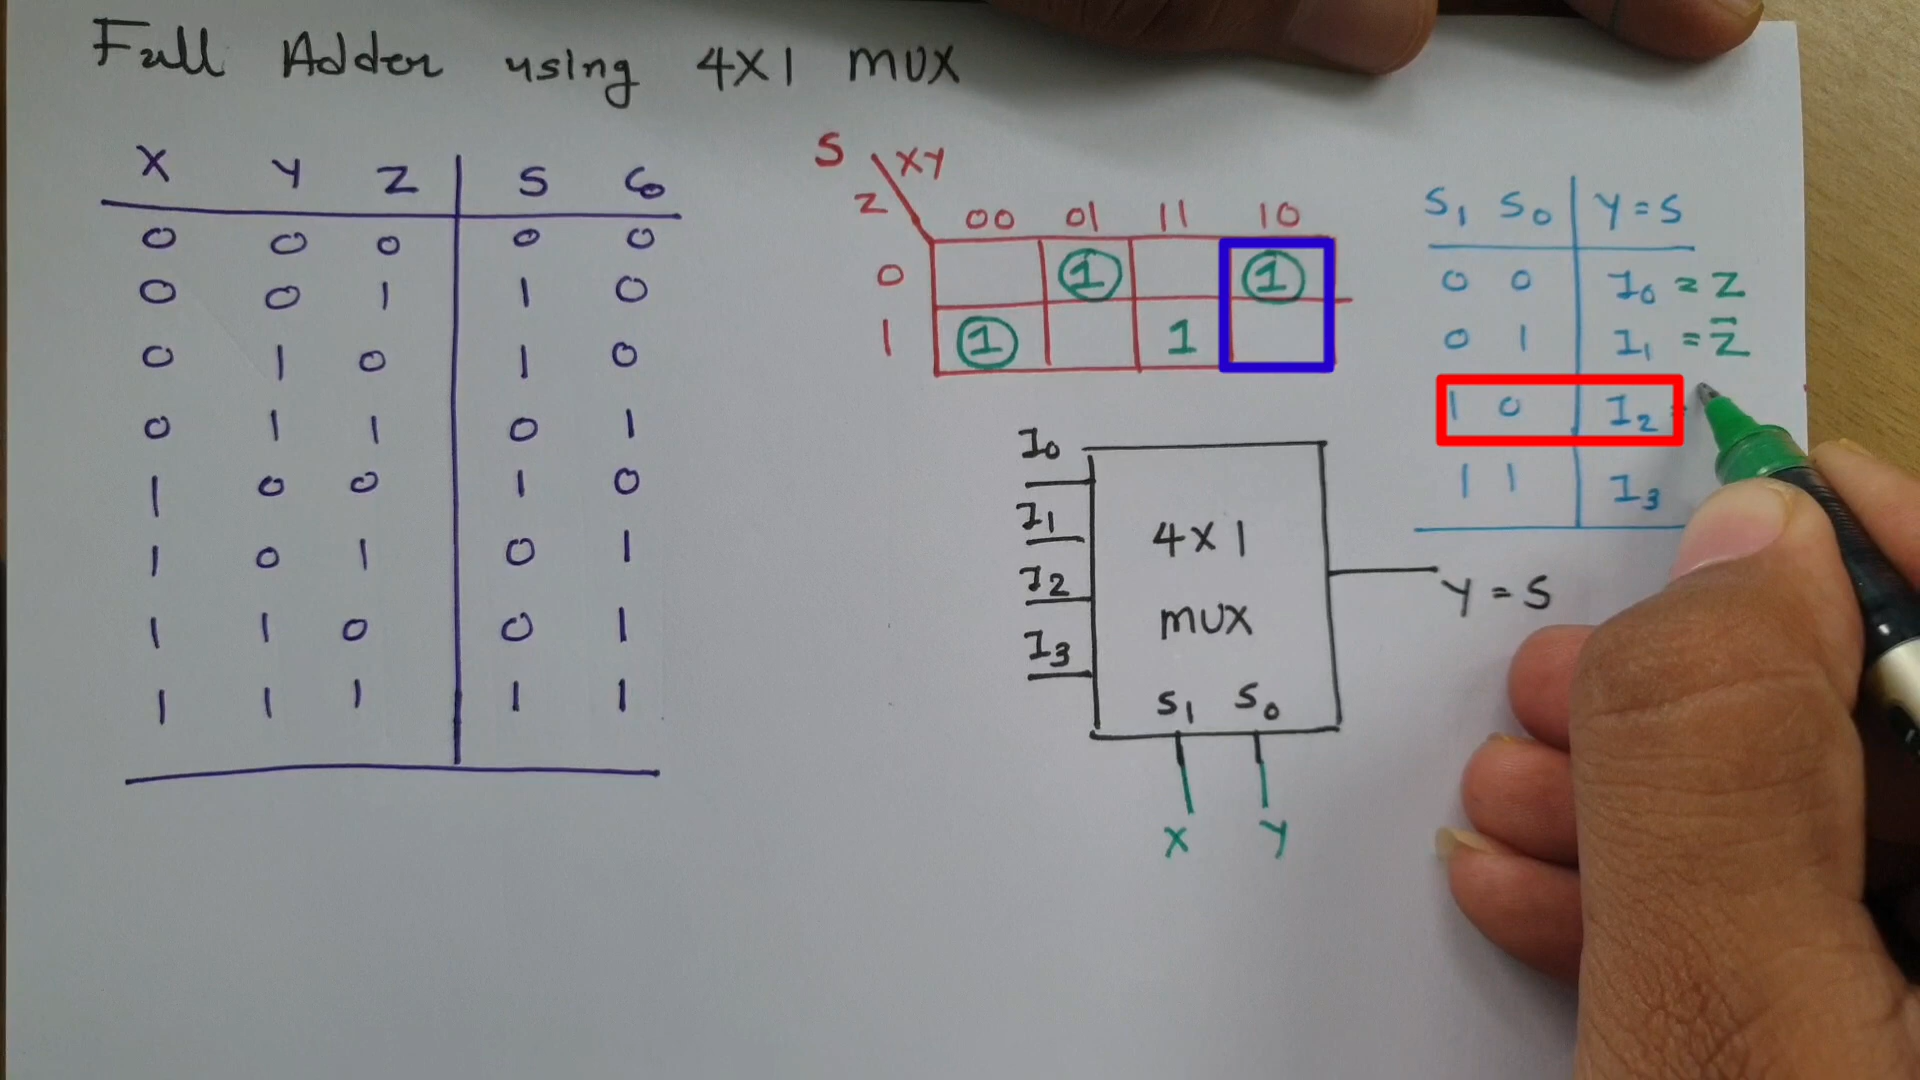 Full Adder using 4X1 MUX
X Y Z S Co
0 0 0 0 0
0 0 1 1 0
0 1 0 1 0
0 1 1 0 1
1 0 0 1 0
1 0 1 0 1
1 1 0 0 1
1 1 1 1 1
S XY
Z 00 01 11 10
0 1 1
1 1 1
S1 S0 Y = S
0 0 I0 = Z
0 1 I1 = Z̄
1 0 I2 =
1 1 I3
I0
I1
I2
I3
4X1
MUX
S1 S0
Y = S
X Y